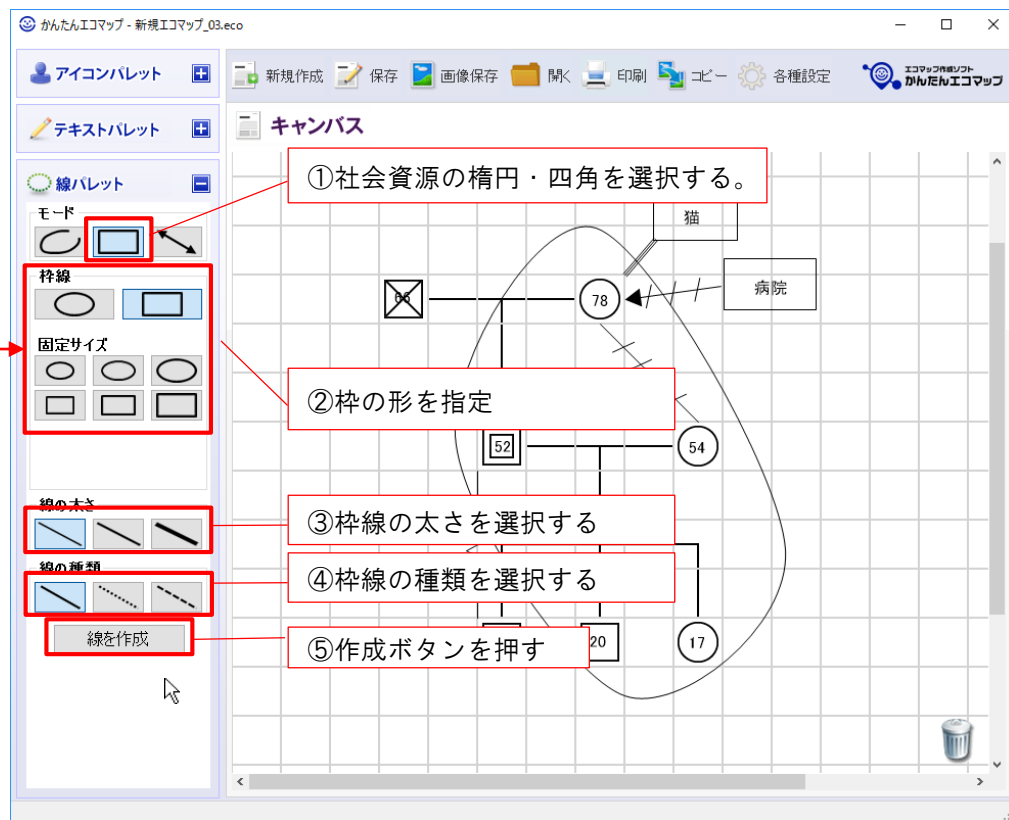 かんたんエコマップ - 新規エコマップ_03.eco
アイコンパレット
テキストパレット
線パレット
モード
枠線
固定サイズ
線の太さ
線の種類
線を作成
新規作成
保存
画像保存
開く
印刷
コピー
各種設定
エコマップ作成ソフト
かんたんエコマップ
キャンバス
①社会資源の楕円・四角を選択する。
猫
病院
66
78
②枠の形を指定
52
54
③枠線の太さを選択する
④枠線の種類を選択する
⑤作成ボタンを押す
20
17